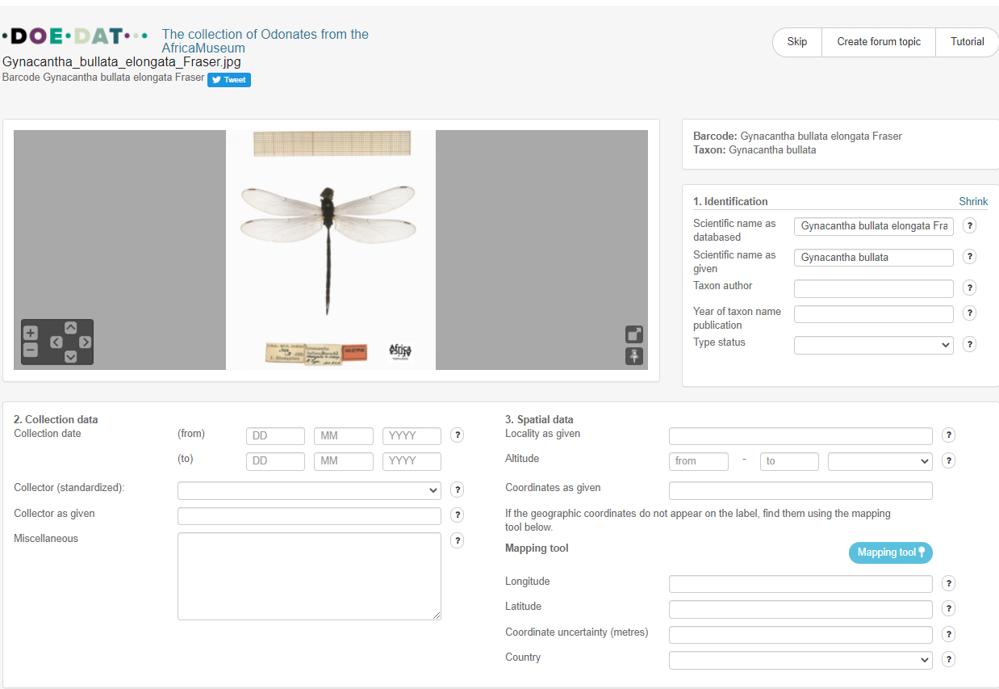 DOEDAT
The collection of Odonates from the
AfricaMuseum
Gynacantha_bullata_elongata_Fraser.jpg
Barcode Gynacantha bullata elongata Fraser Tweet
Skip Create forum topic Tutorial
Africa
Barcode: Gynacantha bullata elongata Fraser
Taxon: Gynacantha bullata
1. Identification Shrink
Scientific name as
databased
Gynacantha bullata elongata Fra ?
Scientific name as
given
Gynacantha bullata ?
Taxon author ?
Year of taxon name
publication ?
Type status ?
2. Collection data
Collection date (from) DD MM YYYY ?
(to) DD MM YYYY
Collector (standardized): ?
Collector as given ?
Miscellaneous ?
3. Spatial data
Locality as given ?
Altitude from - to ?
Coordinates as given
If the geographic coordinates do not appear on the label, find them using the mapping
tool below.
Mapping tool Mapping tool
Longitude ?
Latitude ?
Coordinate uncertainty (metres) ?
Country ?